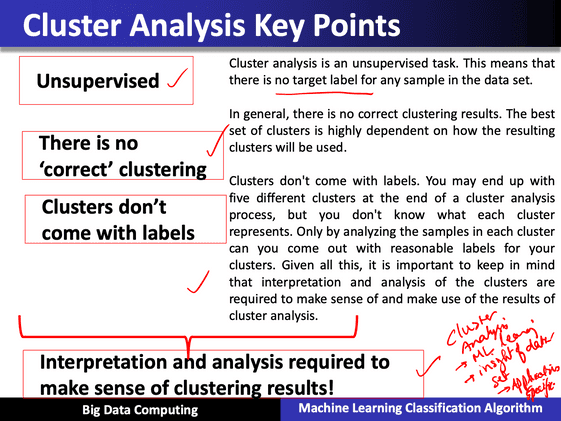 Cluster Analysis Key Points
Unsupervised
There is no
‘correct’ clustering
Clusters don’t
come with labels
Cluster analysis is an unsupervised task. This means that
there is no target label for any sample in the data set.
In general, there is no correct clustering results. The best
set of clusters is highly dependent on how the resulting
clusters will be used.
Clusters don't come with labels. You may end up with
five different clusters at the end of a cluster analysis
process, but you don't know what each cluster
represents. Only by analyzing the samples in each cluster
can you come out with reasonable labels for your
clusters. Given all this, it is important to keep in mind
that interpretation and analysis of the clusters are
required to make sense of and make use of the results of
cluster analysis.
Interpretation and analysis required to
make sense of clustering results!
Cluster
Analysis
→ ML learning
→ insight of data
set
→ Application
specific
Big Data Computing
Machine Learning Classification Algorithm